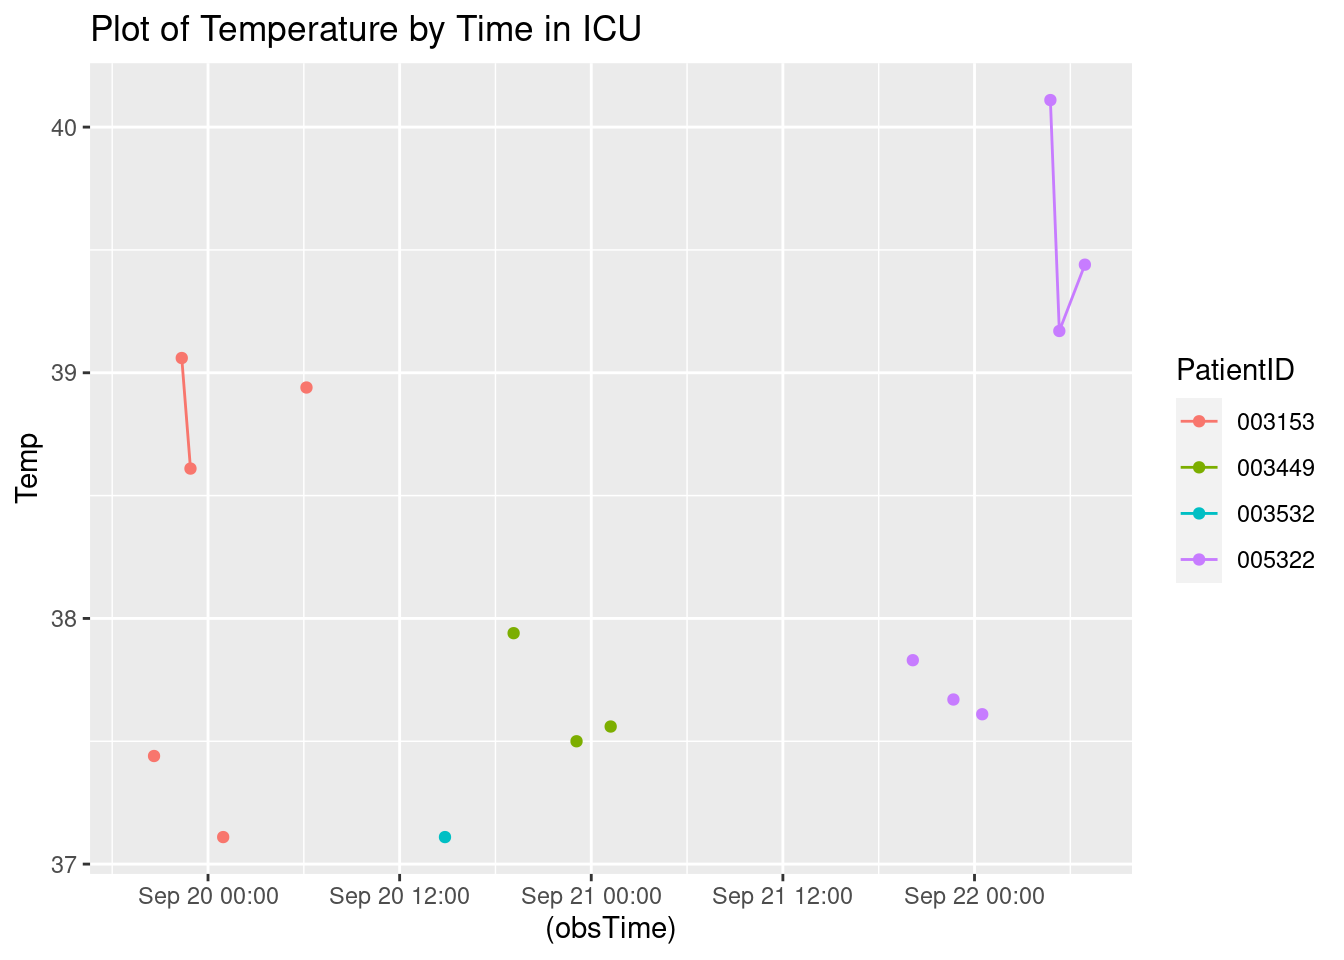 Plot of Temperature by Time in ICU
40
39
38
37
Temp
Sep 20 00:00
Sep 20 12:00
Sep 21 00:00
Sep 21 12:00
Sep 22 00:00
(obsTime)
PatientID
003153
003449
003532
005322